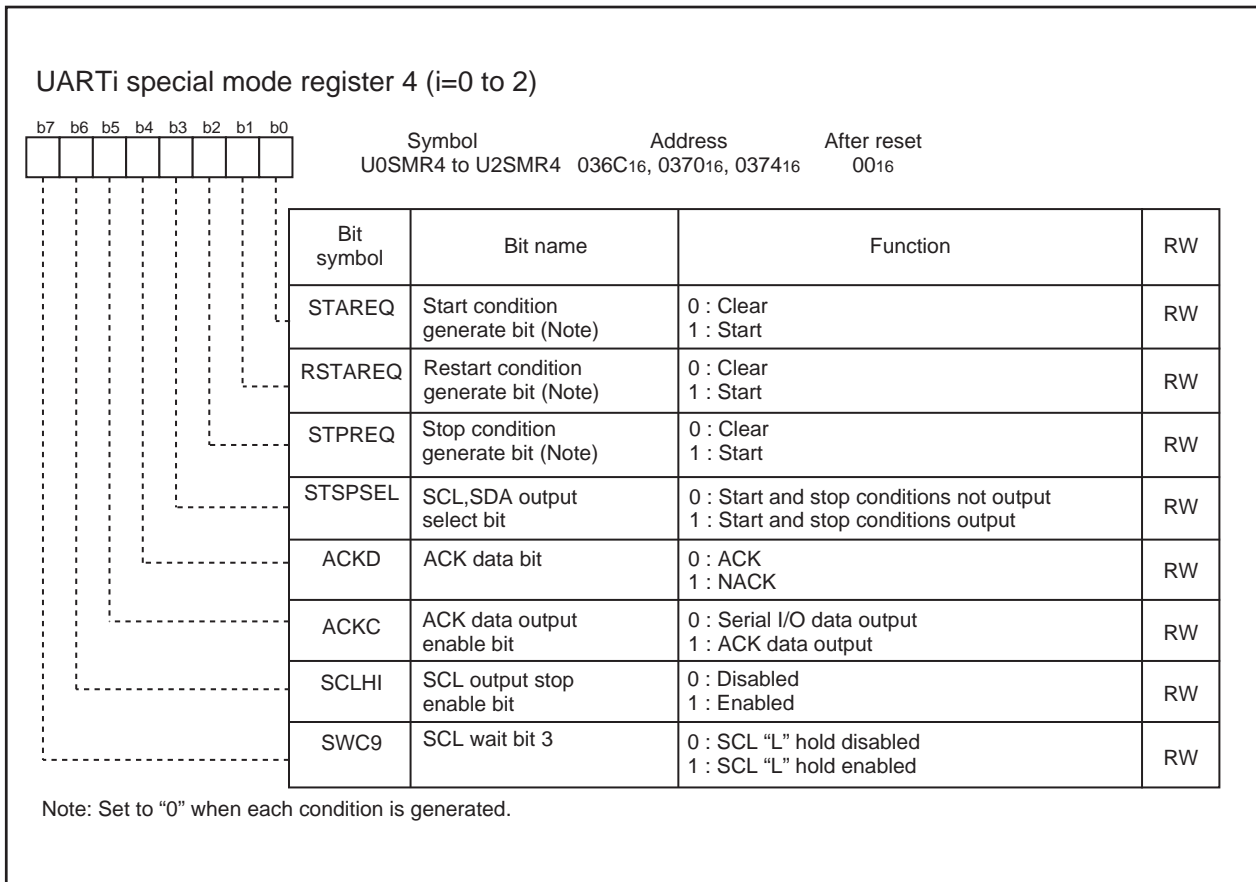 UARTi special mode register 4 (i=0 to 2)
b7 b6 b5 b4 b3 b2 b1 b0
Symbol Address After reset
U0SMR4 to U2SMR4 036C16, 037016, 037416 0016
Bit symbol Bit name Function RW
STAREQ Start condition generate bit (Note) 0 : Clear 1 : Start RW
RSTAREQ Restart condition generate bit (Note) 0 : Clear 1 : Start RW
STPREQ Stop condition generate bit (Note) 0 : Clear 1 : Start RW
STSPSEL SCL,SDA output select bit 0 : Start and stop conditions not output 1 : Start and stop conditions output RW
ACKD ACK data bit 0 : ACK 1 : NACK RW
ACKC ACK data output enable bit 0 : Serial I/O data output 1 : ACK data output RW
SCLHI SCL output stop enable bit 0 : Disabled 1 : Enabled RW
SWC9 SCL wait bit 3 0 : SCL “L” hold disabled 1 : SCL “L” hold enabled RW
Note: Set to “0” when each condition is generated.